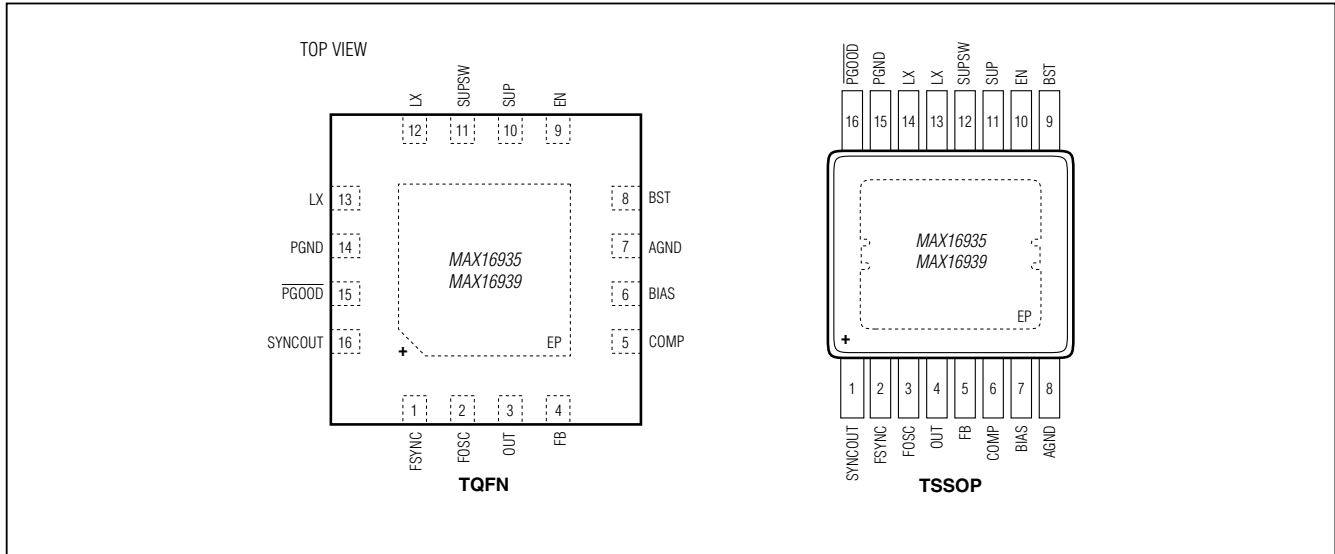 TOP VIEW
LX
SUPSW
SUP
EN
12
11
10
9
LX 13
PGND 14
PGOOD 15
SYNCOUT 16
8 BST
7 AGND
6 BIAS
5 COMP
MAX16935
MAX16939
EP
+
1
2
3
4
FSYNC
FOSC
OUT
FB
TQFN
PGOOD
PGND
LX
LX
SUPSW
SUP
EN
BST
16
15
14
13
12
11
10
9
MAX16935
MAX16939
EP
+
1
2
3
4
5
6
7
8
SYNCOUT
FSYNC
FOSC
OUT
FB
COMP
BIAS
AGND
TSSOP